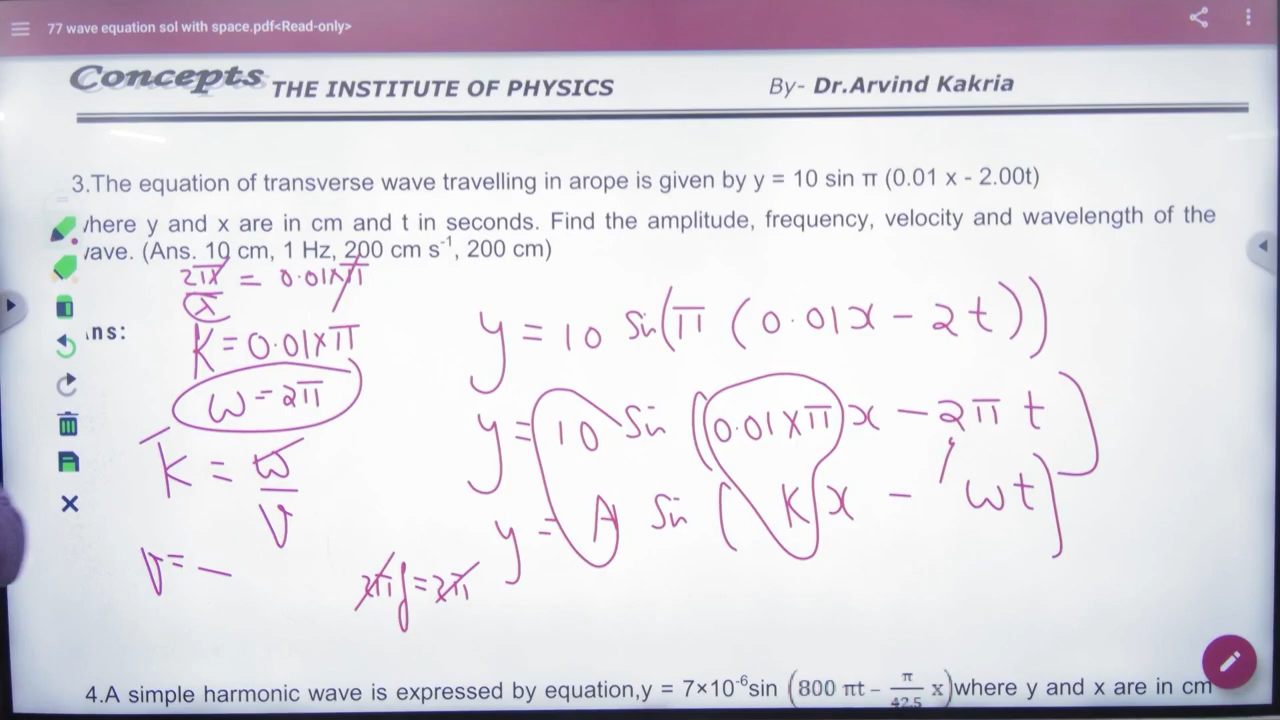 77 wave equation sol with space.pdf<Read-only>
Concepts THE INSTITUTE OF PHYSICS By- Dr.Arvind Kakria
3.The equation of transverse wave travelling in arope is given by y = 10 sin π (0.01 x - 2.00t)
here y and x are in cm and t in seconds. Find the amplitude, frequency, velocity and wavelength of the
ave. (Ans. 10 cm, 1 Hz, 200 cm s⁻¹, 200 cm)
2π/λ = 0.01×π
ns:
K = 0.01×π
ω = 2π
K = ω/V
V = —
2πf = 2π
y = 10 Sin(π (0.01x - 2t))
y = 10 Sin ((0.01×π)x - 2π t)
y = A Sin (Kx - ωt)
4.A simple harmonic wave is expressed by equation,y = 7×10⁻⁶sin (800 πt – π/42.5 x)where y and x are in cm